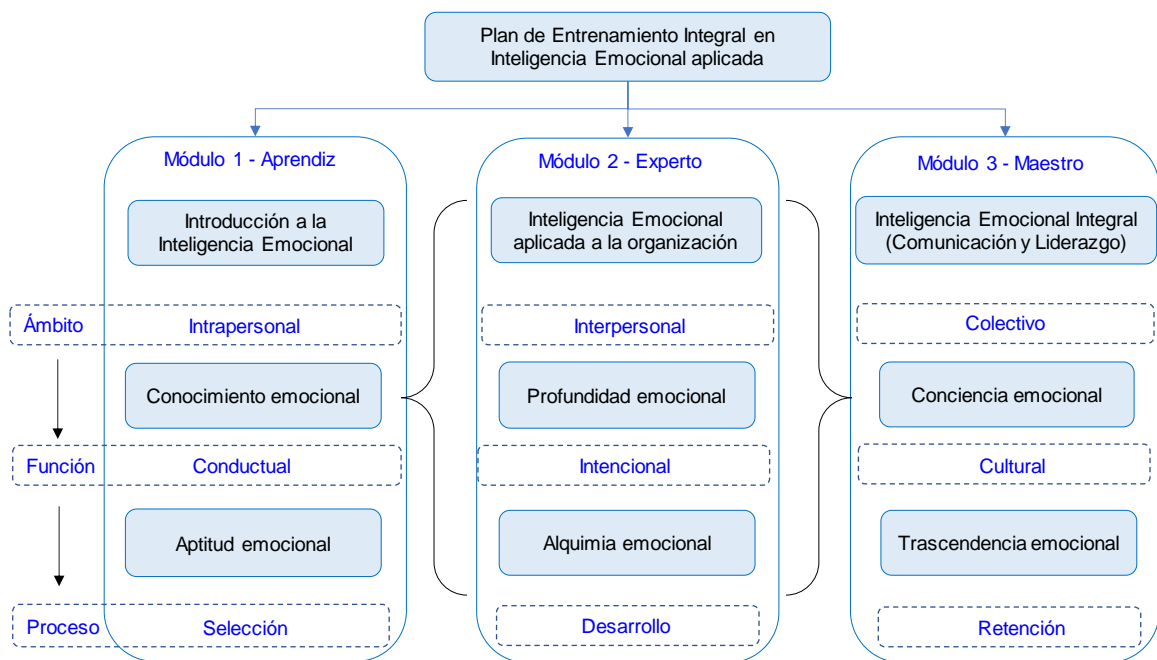 Plan de Entrenamiento Integral en
Inteligencia Emocional aplicada
Módulo 1 - Aprendiz
Módulo 2 - Experto
Módulo 3 - Maestro
Introducción a la
Inteligencia Emocional
Inteligencia Emocional
aplicada a la organización
Inteligencia Emocional Integral
(Comunicación y Liderazgo)
Ámbito
Intrapersonal
Interpersonal
Colectivo
Conocimiento emocional
Profundidad emocional
Conciencia emocional
Función
Conductual
Intencional
Cultural
Aptitud emocional
Alquimia emocional
Trascendencia emocional
Proceso
Selección
Desarrollo
Retención